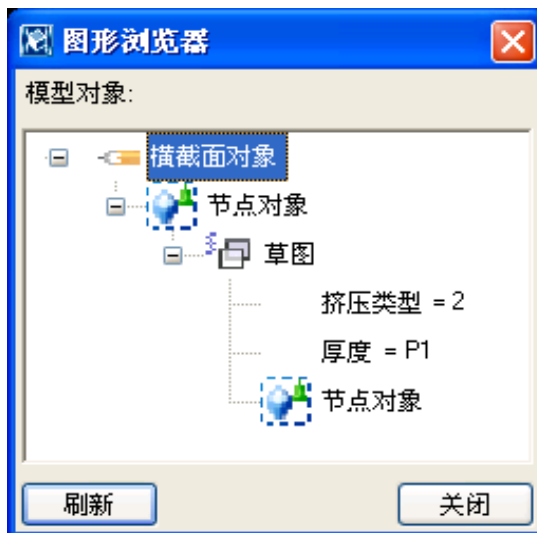 图形浏览器
模型对象:
横截面对象
节点对象
草图
挤压类型 = 2
厚度 = P1
节点对象
刷新 关闭